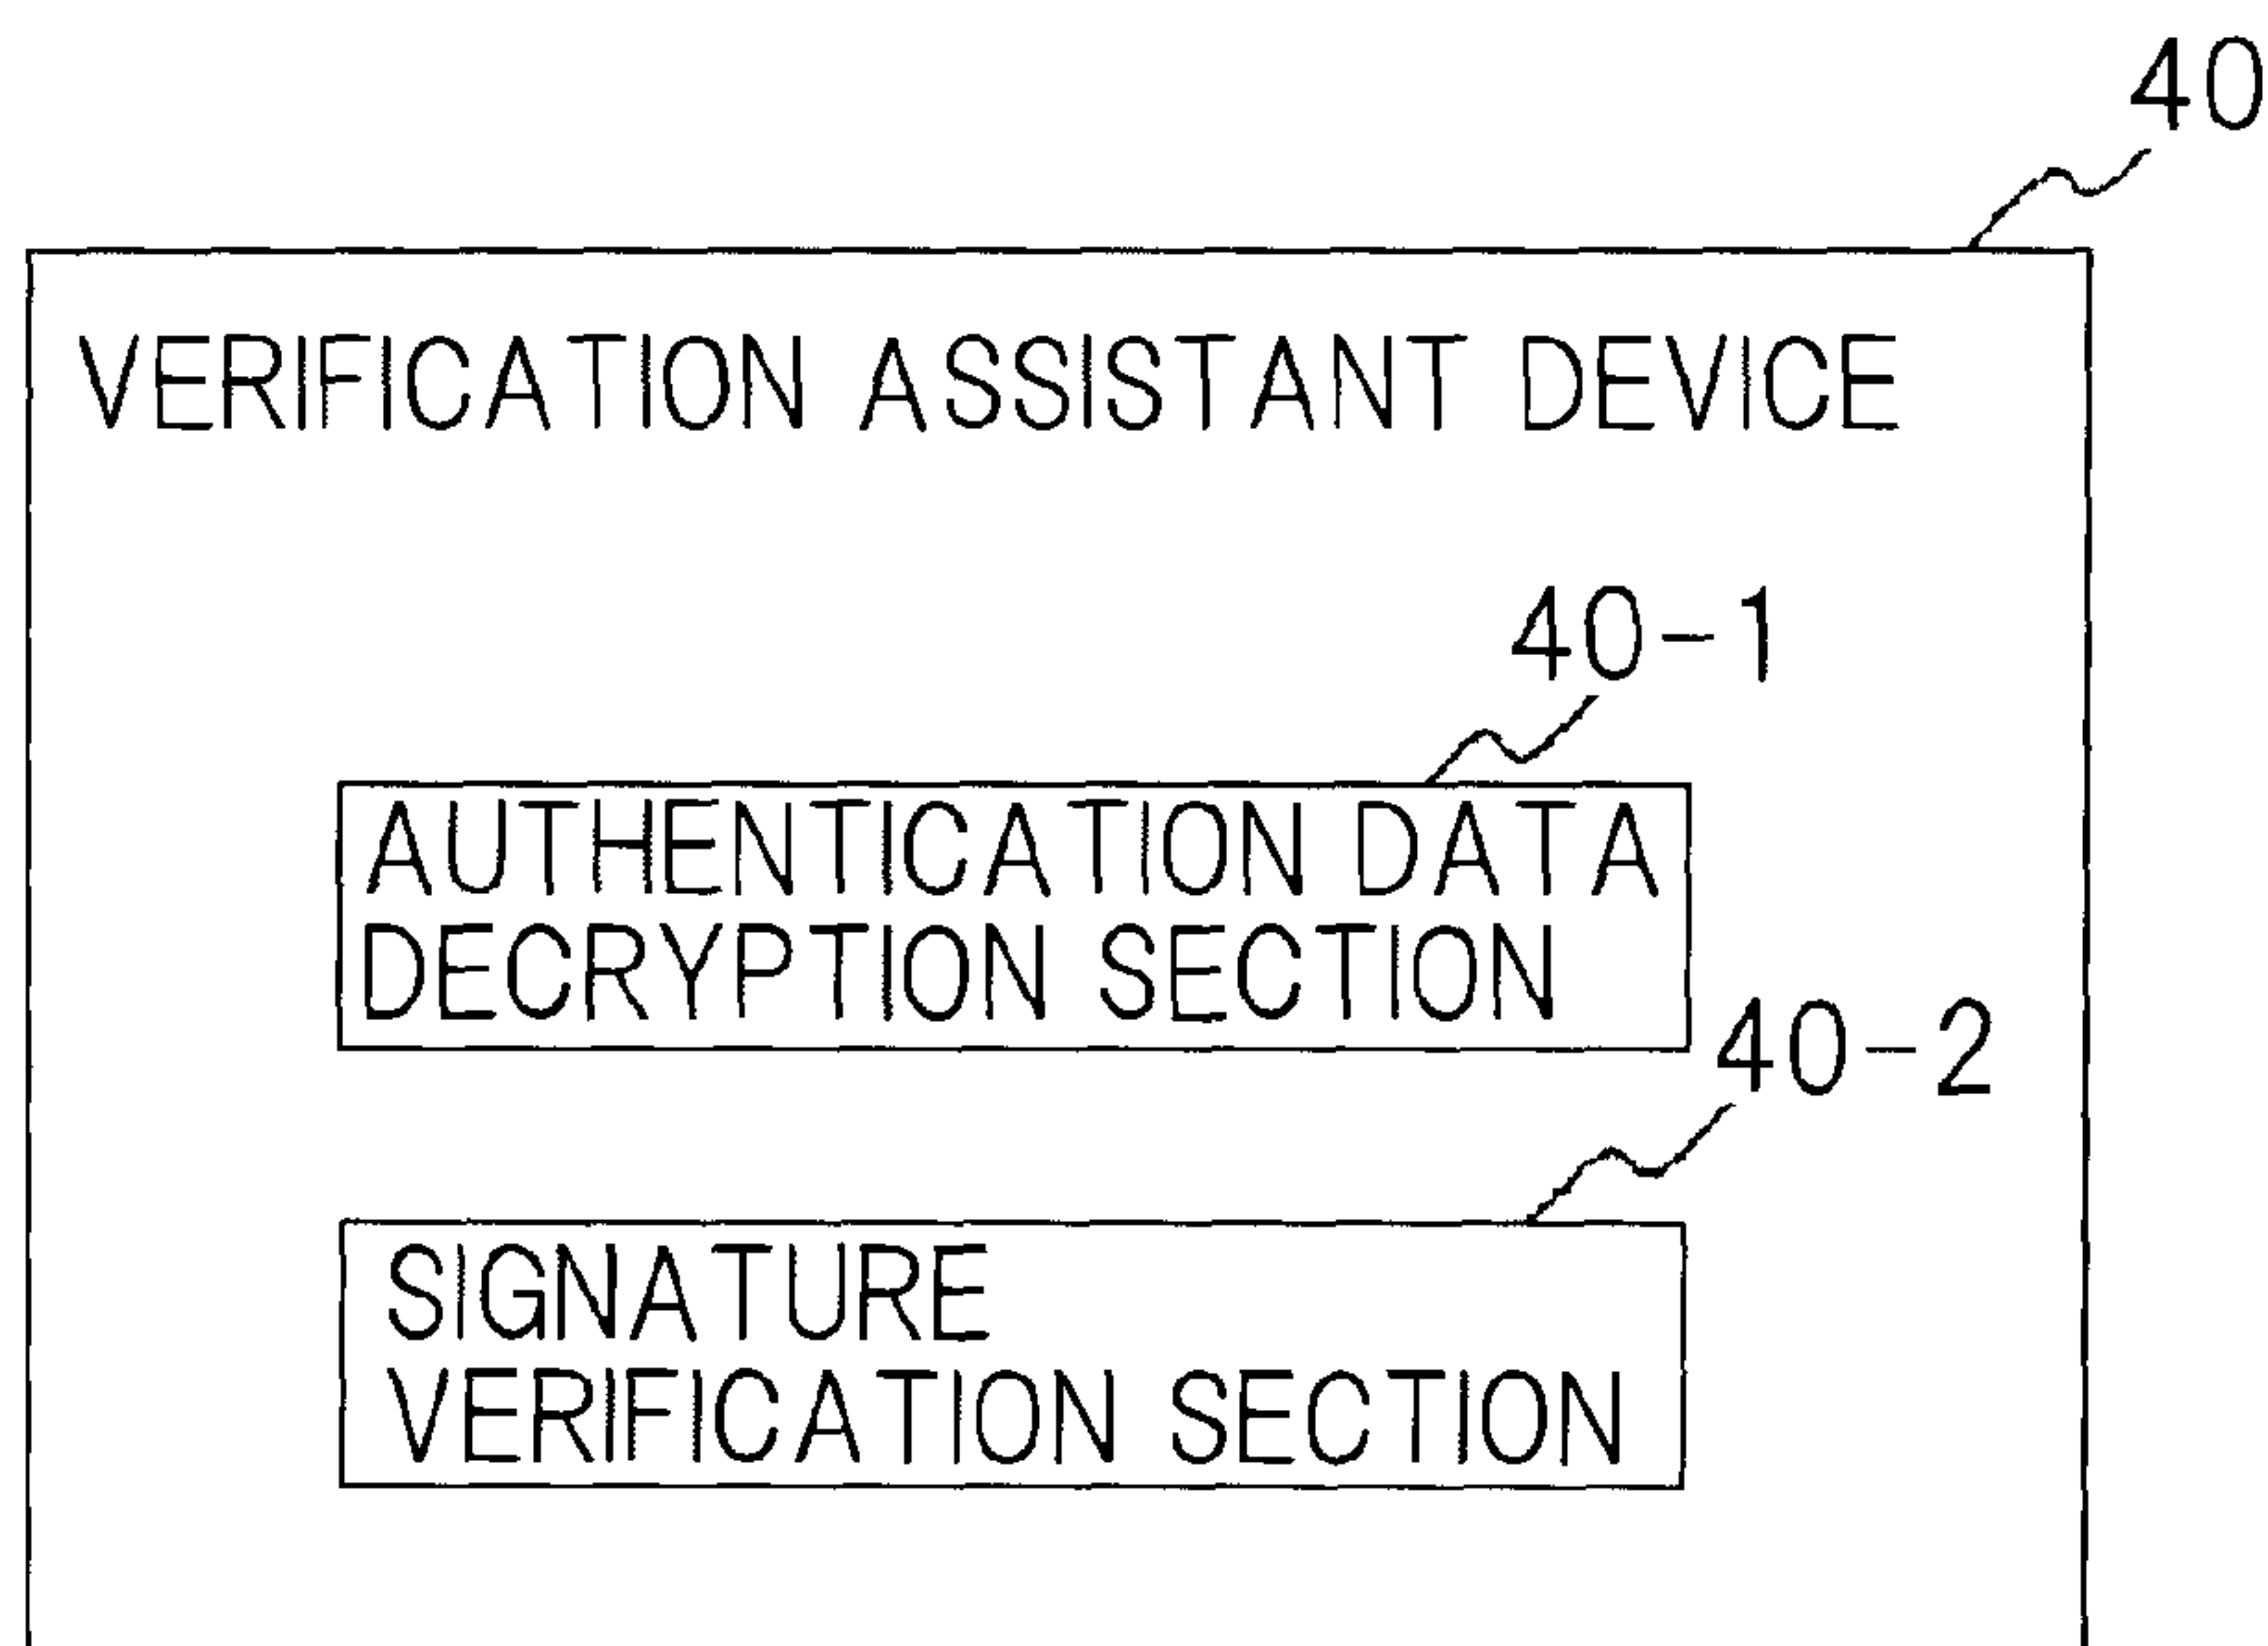 40
VERIFICATION ASSISTANT DEVICE
40-1
AUTHENTICATION DATA
DECRYPTION SECTION
40-2
SIGNATURE
VERIFICATION SECTION